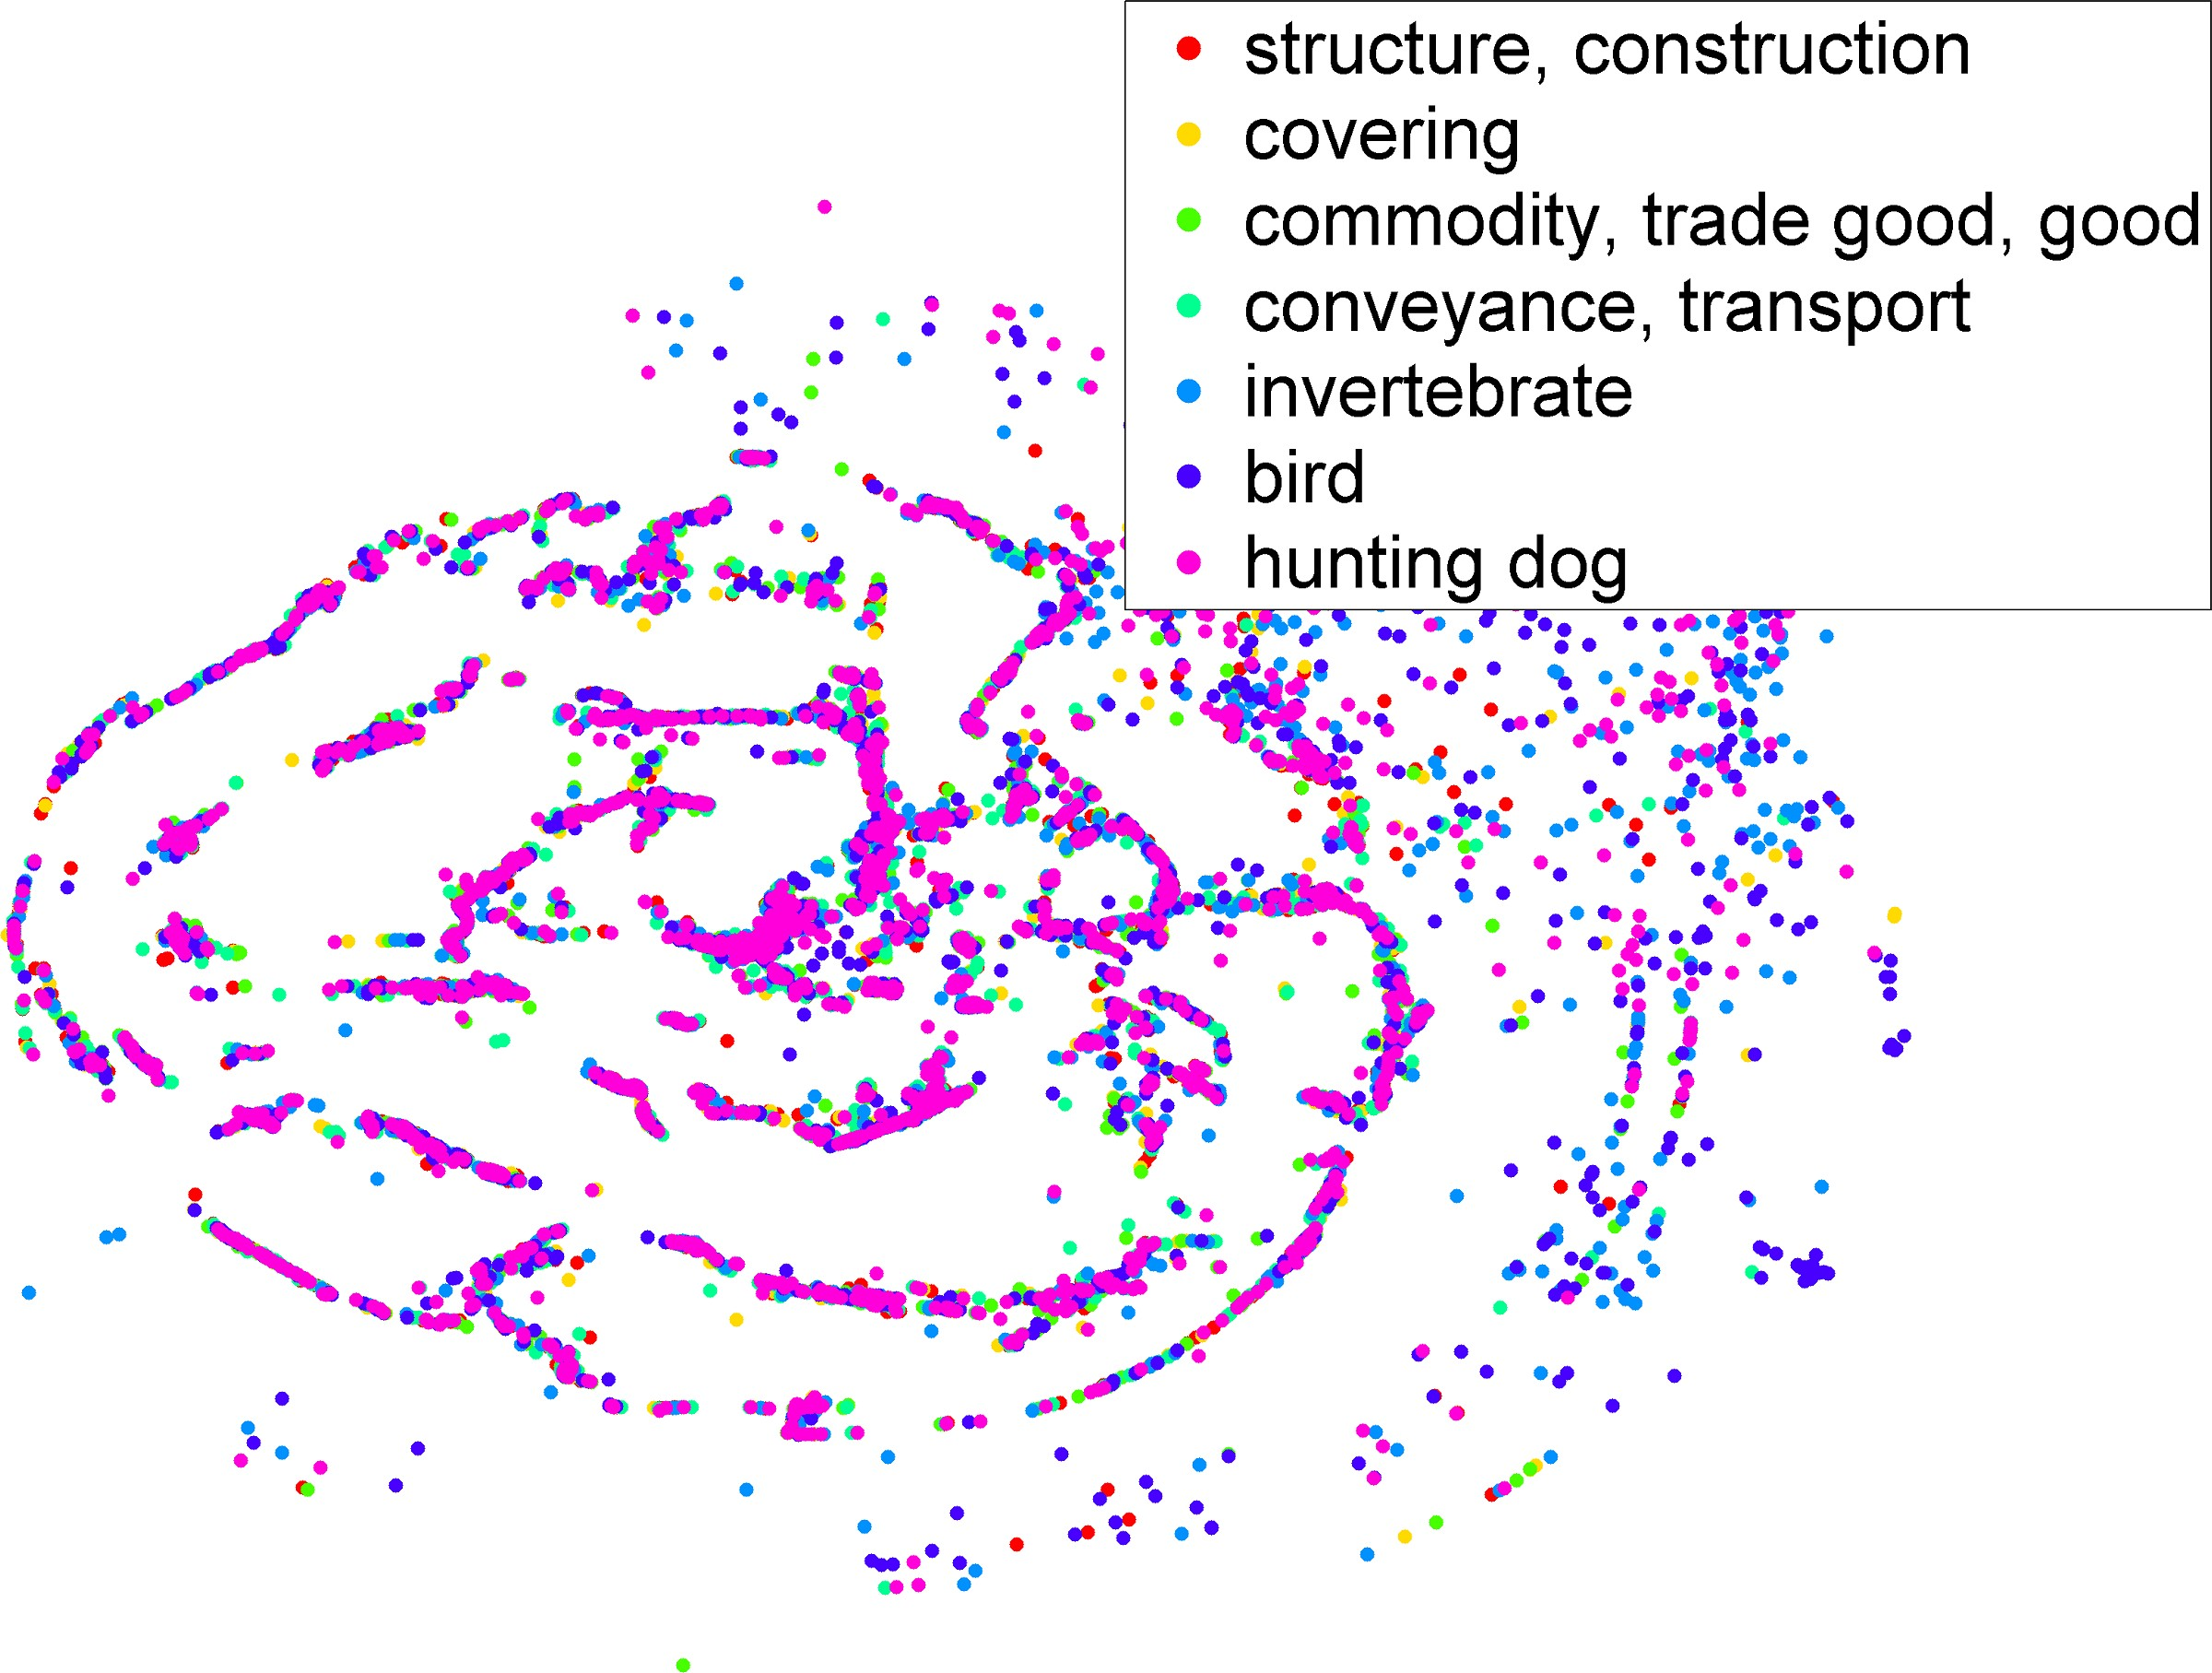 structure, construction
covering
commodity, trade good, good
conveyance, transport
invertebrate
bird
hunting dog